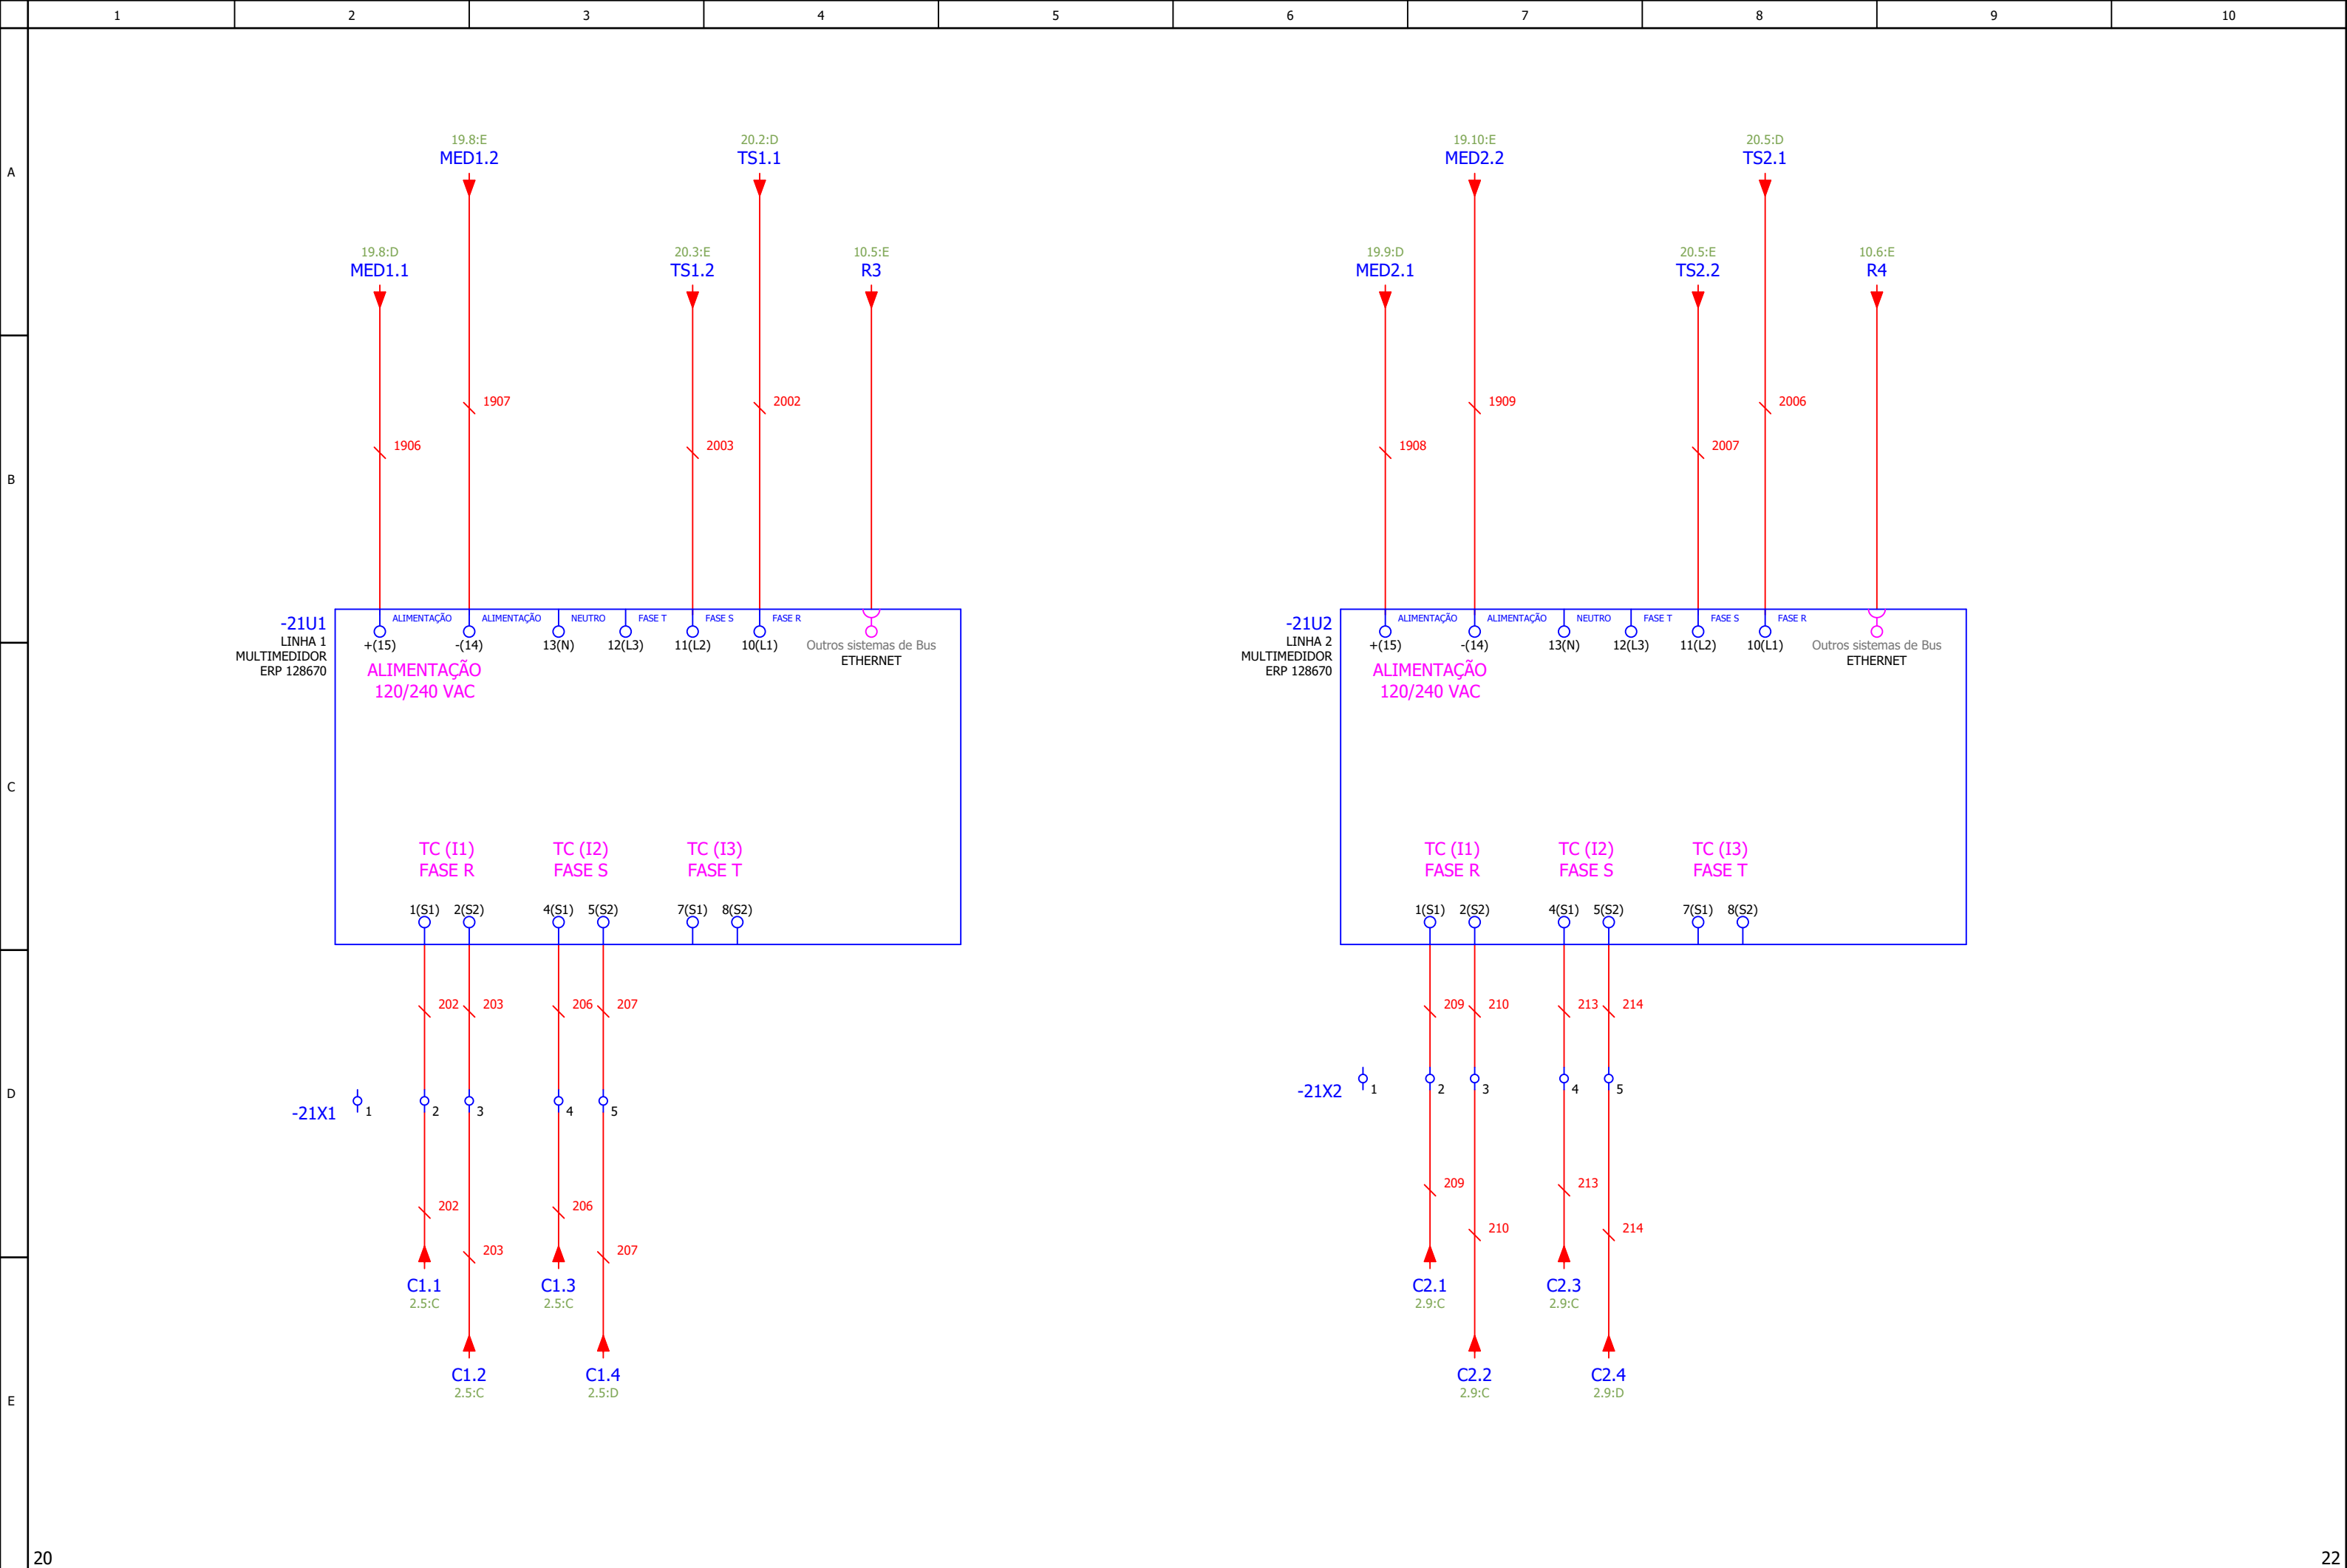 1 2 3 4 5 6 7 8 9 10
A
19.8:E 20.2:D 19.10:E 20.5:D
MED1.2 TS1.1 MED2.2 TS2.1
19.8:D 20.3:E 10.5:E 19.9:D 20.5:E 10.6:E
MED1.1 TS1.2 R3 MED2.1 TS2.2 R4
1907 2002 1909 2006
1906 2003 1908 2007
B
-21U1
LINHA 1
MULTIMEDIDOR
ERP 128670
ALIMENTAÇÃO ALIMENTAÇÃO NEUTRO FASE T FASE S FASE R
+(15) -(14) 13(N) 12(L3) 11(L2) 10(L1) Outros sistemas de Bus
ETHERNET
ALIMENTAÇÃO
120/240 VAC
-21U2
LINHA 2
MULTIMEDIDOR
ERP 128670
ALIMENTAÇÃO ALIMENTAÇÃO NEUTRO FASE T FASE S FASE R
+(15) -(14) 13(N) 12(L3) 11(L2) 10(L1) Outros sistemas de Bus
ETHERNET
ALIMENTAÇÃO
120/240 VAC
C
TC (I1) TC (I2) TC (I3) TC (I1) TC (I2) TC (I3)
FASE R FASE S FASE T FASE R FASE S FASE T
1(S1) 2(S2) 4(S1) 5(S2) 7(S1) 8(S2) 1(S1) 2(S2) 4(S1) 5(S2) 7(S1) 8(S2)
202 203 206 207 209 210 213 214
D
-21X1 1 2 3 4 5
-21X2 1 2 3 4 5
209 213
202 206
210 214
203 207
C1.1 C1.3 C2.1 C2.3
2.5:C 2.5:C 2.9:C 2.9:C
C1.2 C1.4 C2.2 C2.4
2.5:C 2.5:D 2.9:C 2.9:D
E
20 22